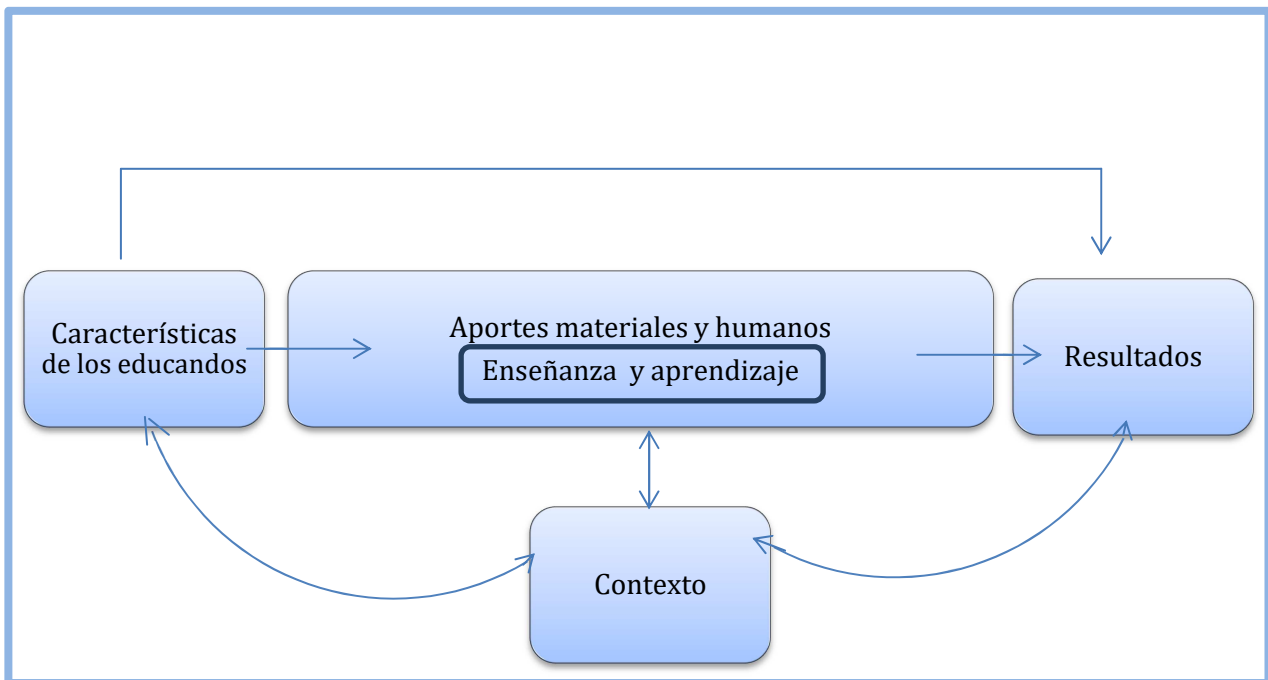 Características
de los educandos
Aportes materiales y humanos
Enseñanza y aprendizaje
Resultados
Contexto